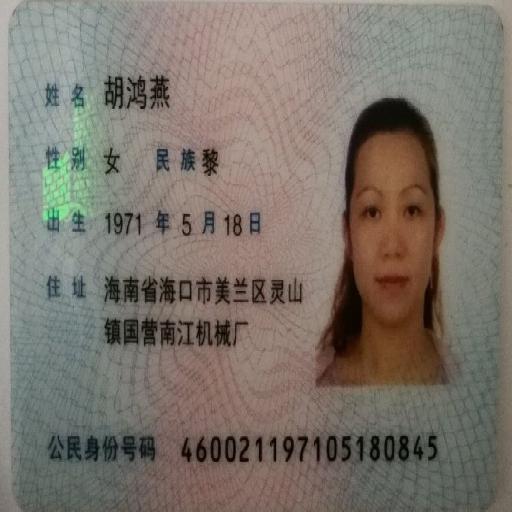 姓名 胡鸿燕
性别 女 民族 黎
出生 1971 年 5 月 18 日
住址 海南省海口市美兰区灵山
镇国营南江机械厂
公民身份号码 460021197105180845